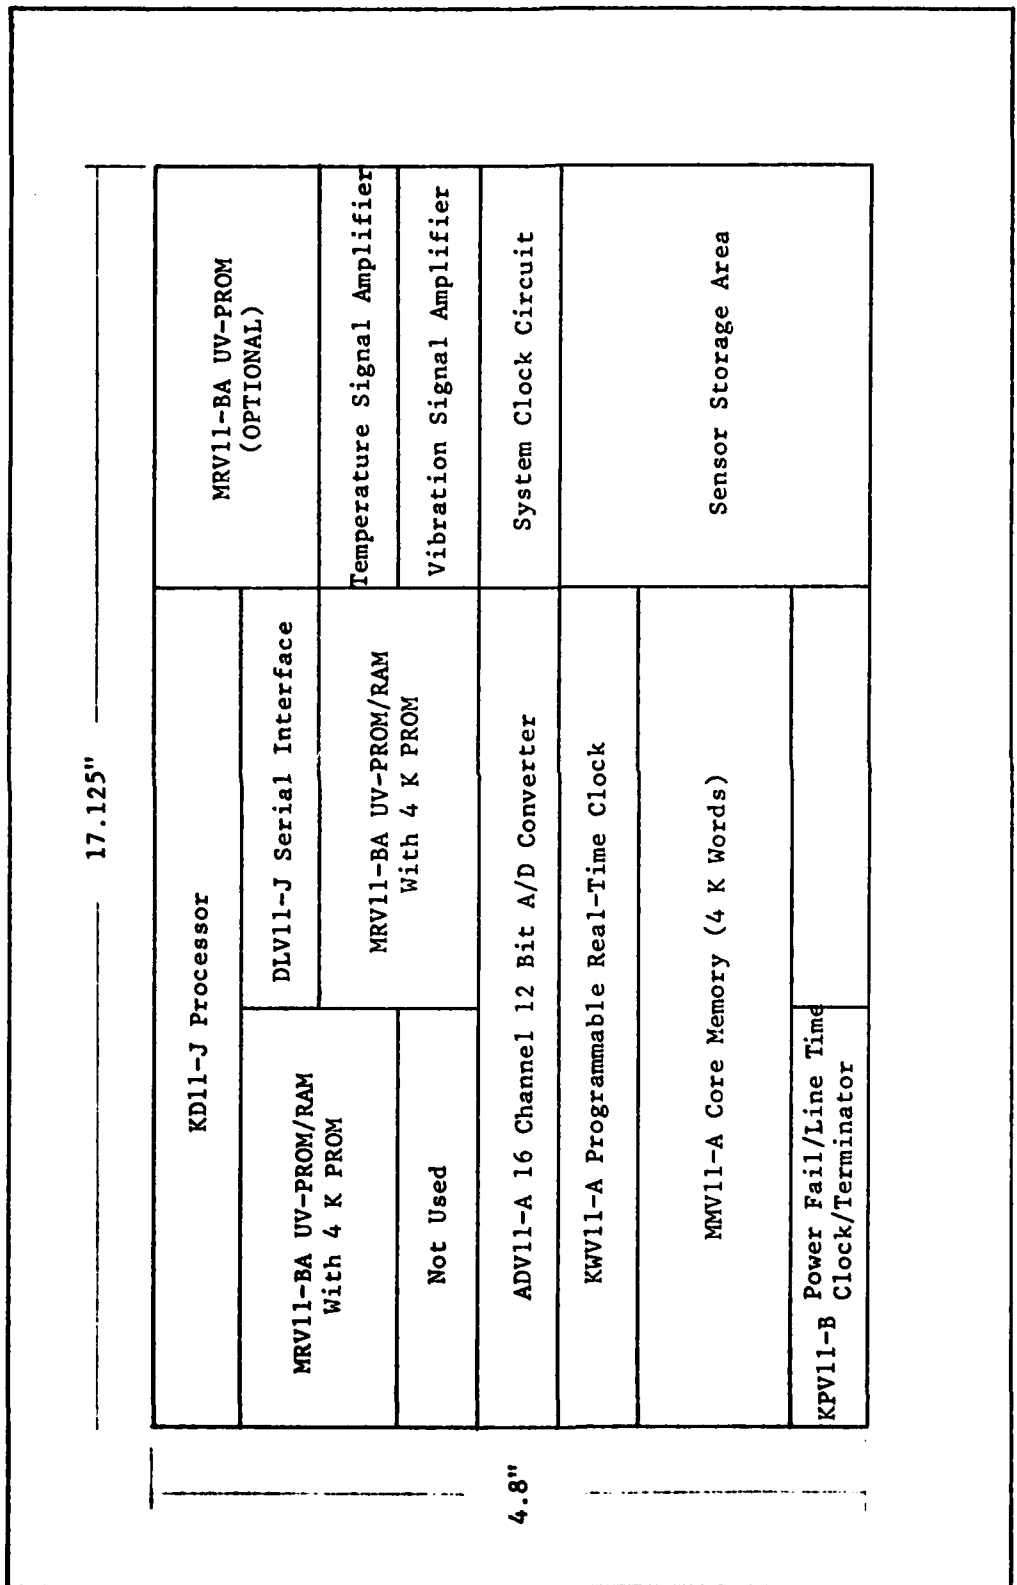 17.125"
4.8"
KD11-J Processor
MRV11-BA UV-PROM
(OPTIONAL)
MRV11-BA UV-PROM/RAM
With 4 K PROM
DLV11-J Serial Interface
MRV11-BA UV-PROM/RAM
With 4 K PROM
Temperature Signal Amplifier
Not Used
Vibration Signal Amplifier
ADV11-A 16 Channel 12 Bit A/D Converter
System Clock Circuit
KWV11-A Programmable Real-Time Clock
Sensor Storage Area
MMV11-A Core Memory (4 K Words)
KPV11-B Power Fail/Line Time
Clock/Terminator